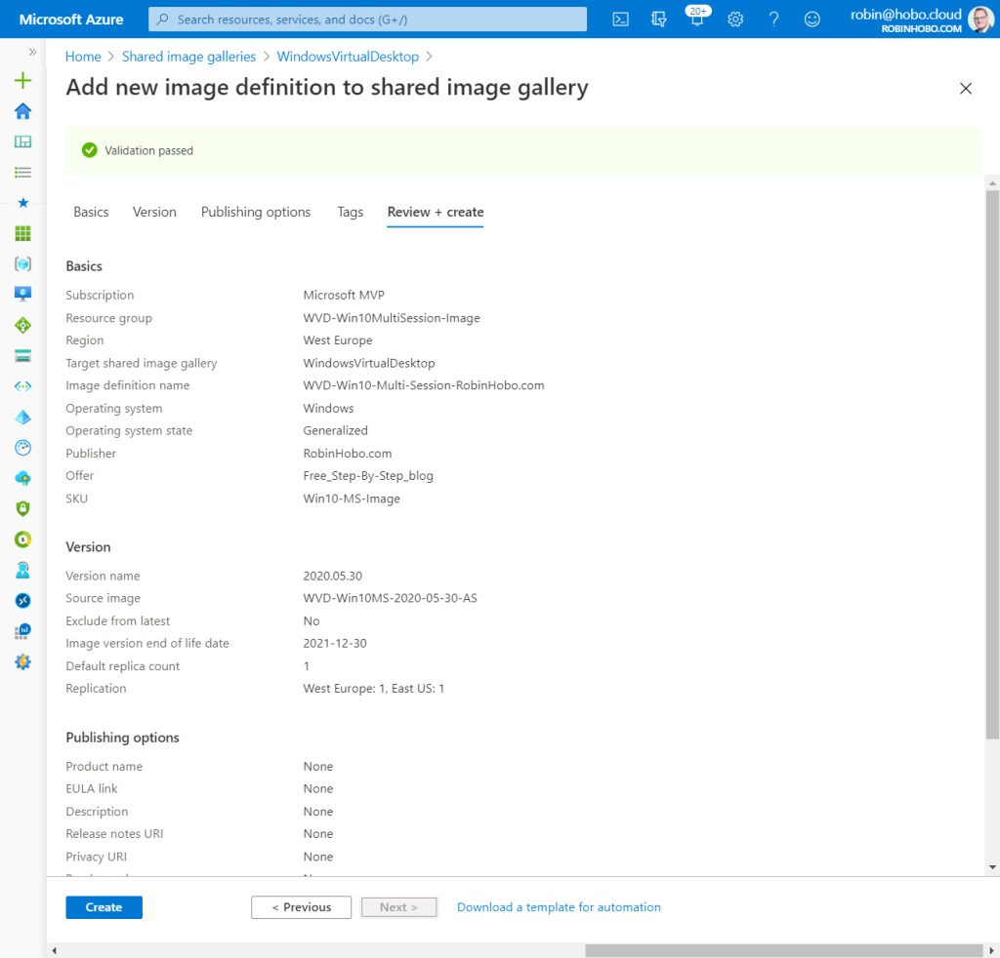 Microsoft Azure
Search resources, services, and docs (G+/)
20+
robin@hobo.cloud
ROBINHOBO.COM
Home > Shared image galleries > WindowsVirtualDesktop >
Add new image definition to shared image gallery
Validation passed
Basics Version Publishing options Tags Review + create
Basics
Subscription Microsoft MVP
Resource group WVD-Win10MultiSession-Image
Region West Europe
Target shared image gallery WindowsVirtualDesktop
Image definition name WVD-Win10-Multi-Session-RobinHobo.com
Operating system Windows
Operating system state Generalized
Publisher RobinHobo.com
Offer Free_Step-By-Step_blog
SKU Win10-MS-Image
Version
Version name 2020.05.30
Source image WVD-Win10MS-2020-05-30-AS
Exclude from latest No
Image version end of life date 2021-12-30
Default replica count 1
Replication West Europe: 1, East US: 1
Publishing options
Product name None
EULA link None
Description None
Release notes URI None
Privacy URI None
Create < Previous Next > Download a template for automation